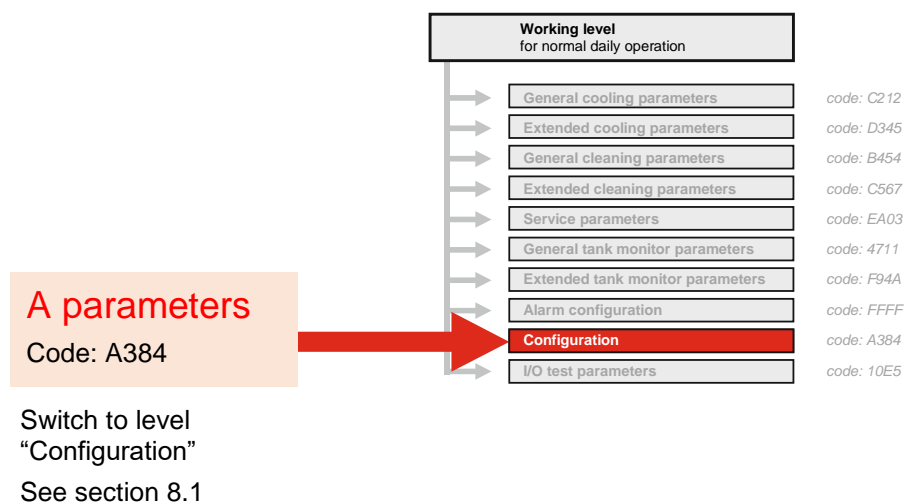 Working level
for normal daily operation
General cooling parameters code: C212
Extended cooling parameters code: D345
General cleaning parameters code: B454
Extended cleaning parameters code: C567
Service parameters code: EA03
General tank monitor parameters code: 4711
Extended tank monitor parameters code: F94A
Alarm configuration code: FFFF
Configuration code: A384
I/O test parameters code: 10E5
A parameters
Code: A384
Switch to level
“Configuration”
See section 8.1